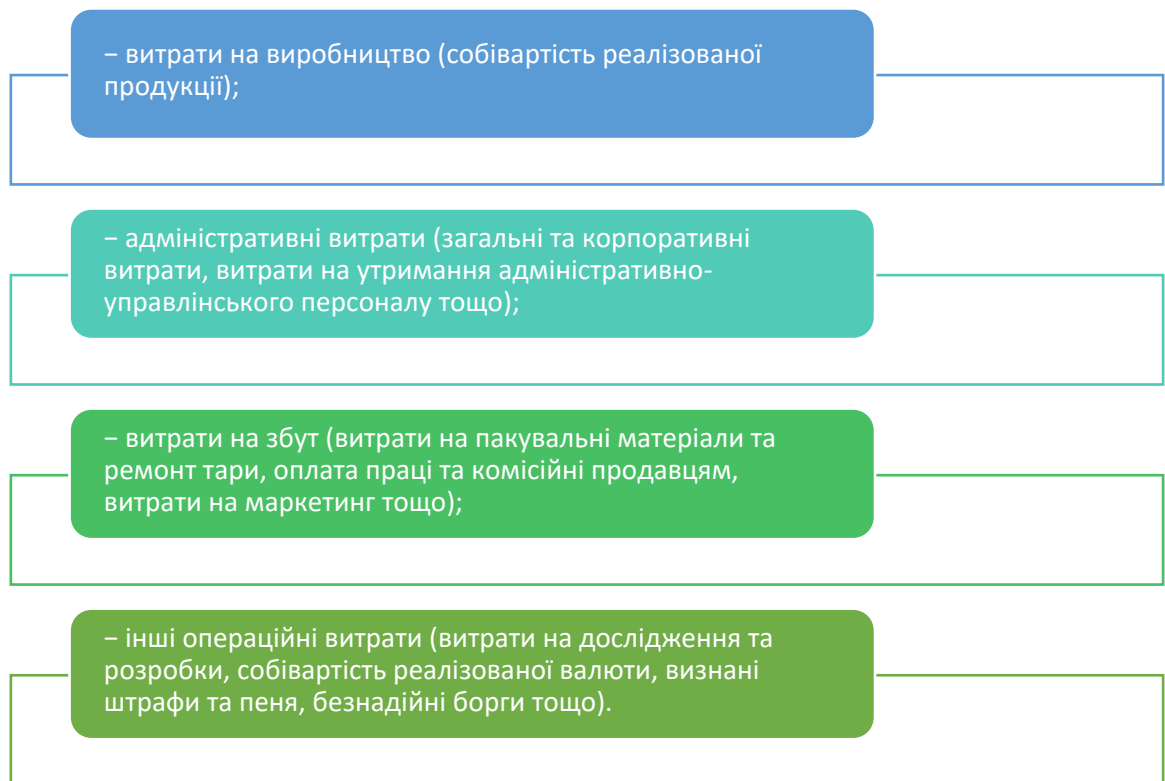 − витрати на виробництво (собівартість реалізованої
продукції);
− адміністративні витрати (загальні та корпоративні
витрати, витрати на утримання адміністративно-
управлінського персоналу тощо);
− витрати на збут (витрати на пакувальні матеріали та
ремонт тари, оплата праці та комісійні продавцям,
витрати на маркетинг тощо);
− інші операційні витрати (витрати на дослідження та
розробки, собівартість реалізованої валюти, визнані
штрафи та пеня, безнадійні борги тощо).